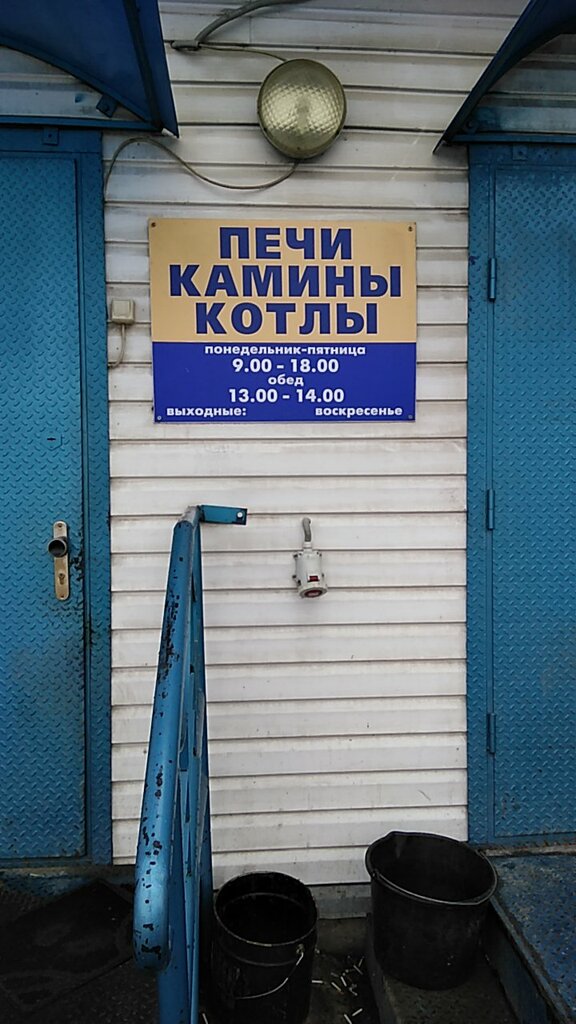 ПЕЧИ
КАМИНЫ
КОТЛЫ
понедельник-пятница
9.00 - 18.00
обед
13.00 - 14.00
выходные: воскресенье